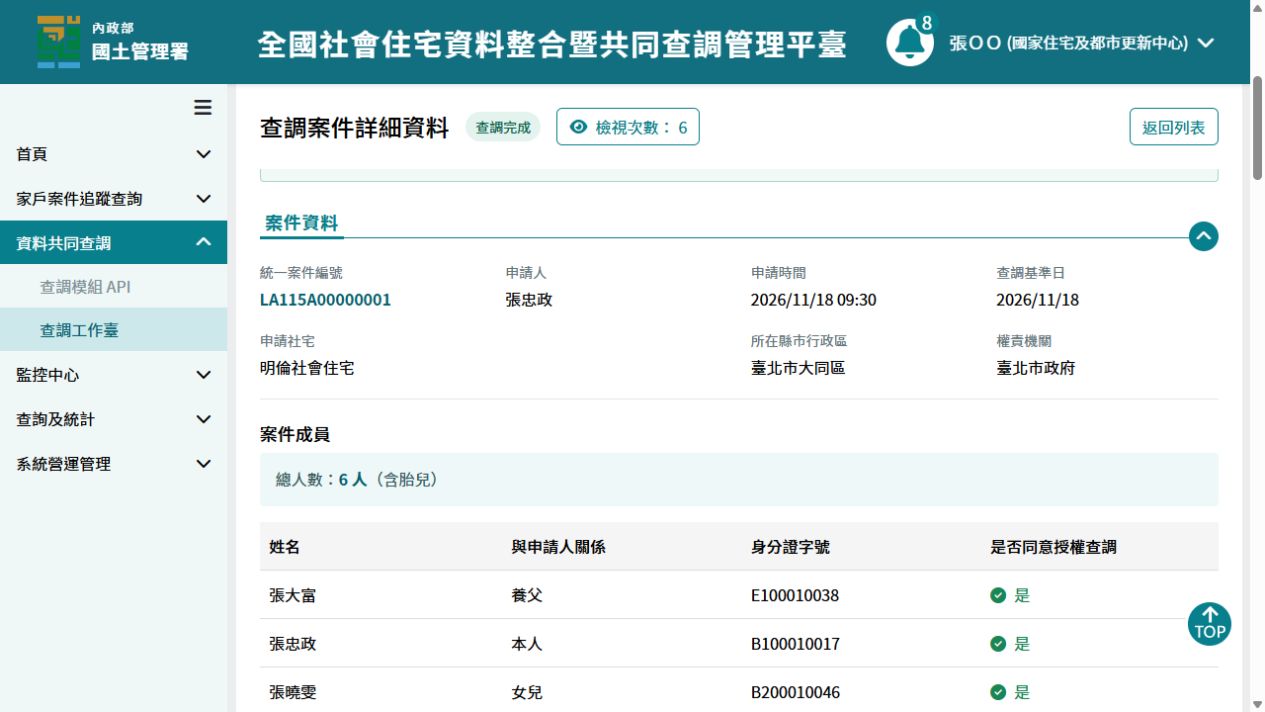 內政部
國土管理署
全國社會住宅資料整合暨共同查調管理平臺
8
張ＯＯ (國家住宅及都市更新中心)
首頁
家戶案件追蹤查詢
資料共同查調
查調模組 API
查調工作臺
監控中心
查詢及統計
系統營運管理
查調案件詳細資料
查調完成
檢視次數： 6
返回列表
案件資料
統一案件編號 申請人 申請時間 查調基準日
LA115A00000001 張忠政 2026/11/18 09:30 2026/11/18
申請社宅 所在縣市行政區 權責機關
明倫社會住宅 臺北市大同區 臺北市政府
案件成員
總人數：6 人（含胎兒）
姓名 與申請人關係 身分證字號 是否同意授權查調
張大富 養父 E100010038 是
張忠政 本人 B100010017 是
張曉雯 女兒 B200010046 是
TOP